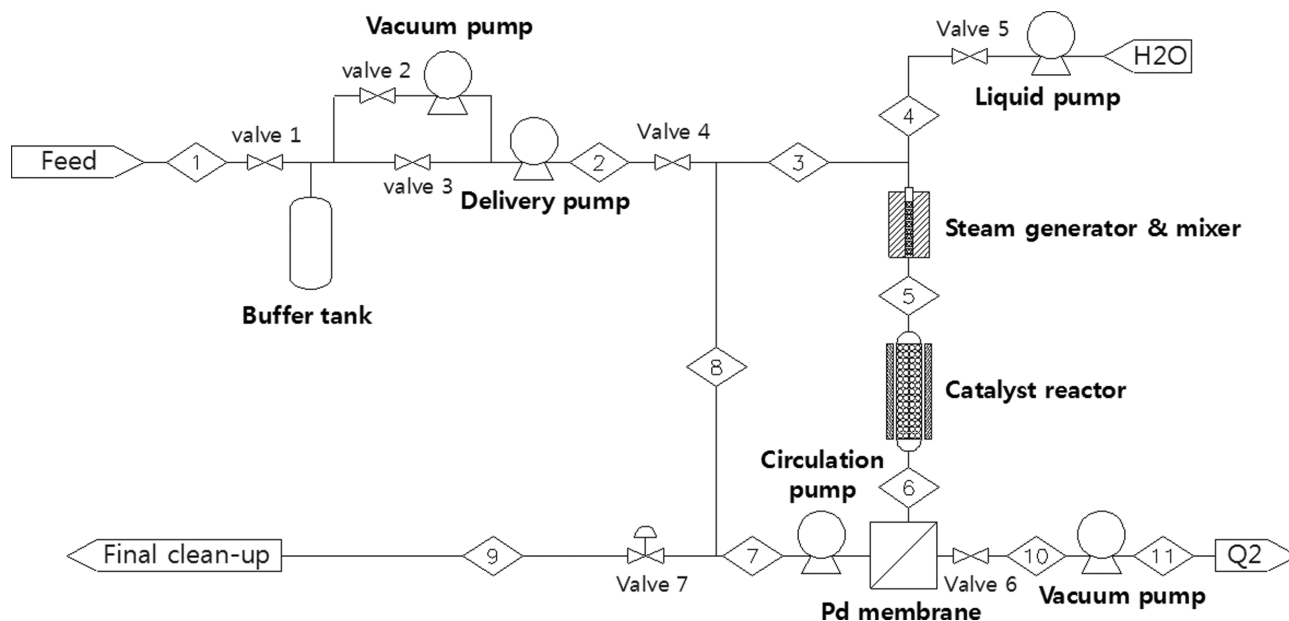 Vacuum pump
valve 2
Valve 5
H2O
Liquid pump
4
valve 1
Valve 4
Feed
1
2
3
valve 3
Delivery pump
Steam generator & mixer
Buffer tank
5
8
Catalyst reactor
Circulation
pump
6
Final clean-up
9
7
10
11
Q2
Valve 7
Valve 6
Pd membrane
Vacuum pump